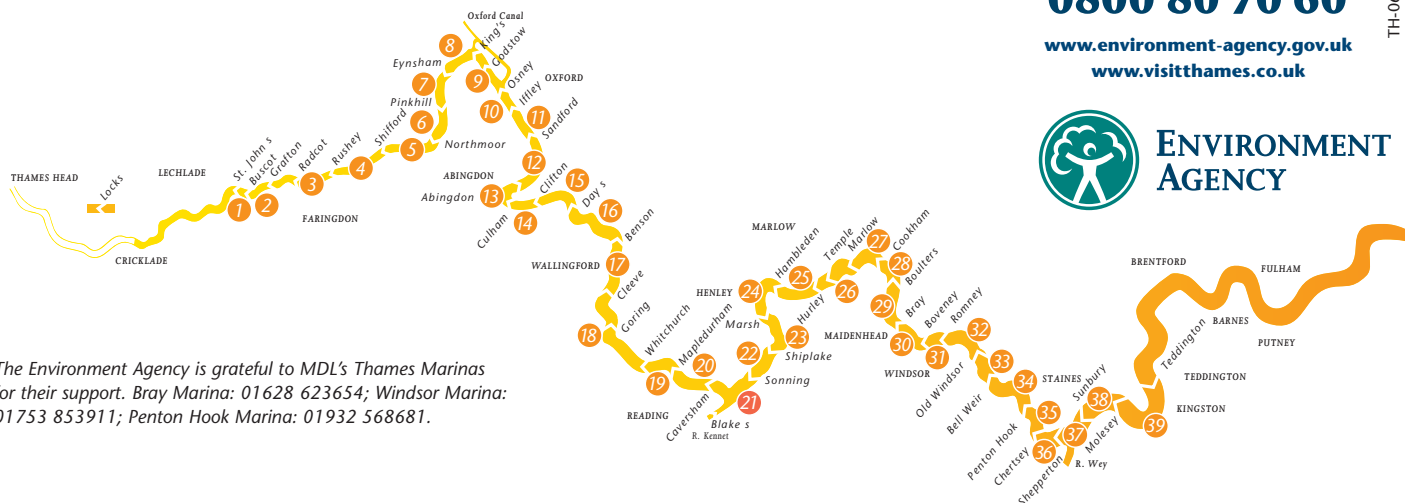 0800 80 70 60
www.environment-agency.gov.uk
www.visitthames.co.uk
TH-06
ENVIRONMENT
AGENCY
Oxford Canal
King's
Godstow
8
Eynsham
9
Osney
OXFORD
7
Iffley
Pinkhill
10
11
Sandford
6
Shifford
5
Northmoor
Rushey
4
Radcot
3
Grafton
Buscot
St. John s
LECHLADE
THAMES HEAD
Locks
1
2
FARINGDON
CRICKLADE
12
ABINGDON
Abingdon
13
Clifton
15
Day s
14
Culham
16
Benson
WALLINGFORD
17
Cleeve
18
Goring
Whitchurch
19
Mapledurham
20
READING
Caversham
Blake s
R. Kennet
21
Sonning
22
Shiplake
23
Marsh
HENLEY
24
Hambleden
MARLOW
25
Hurley
Temple
26
Marlow
27
Cookham
28
Boulters
29
MAIDENHEAD
Bray
30
Boveney
WINDSOR
31
Romney
32
Old Windsor
33
Bell Weir
34
STAINES
Penton Hook
35
Chertsey
36
Shepperton
37
R. Wey
Sunbury
38
Molesey
39
Teddington
TEDDINGTON
KINGSTON
BRENTFORD
FULHAM
BARNES
PUTNEY
The Environment Agency is grateful to MDL's Thames Marinas
for their support. Bray Marina: 01628 623654; Windsor Marina:
01753 853911; Penton Hook Marina: 01932 568681.